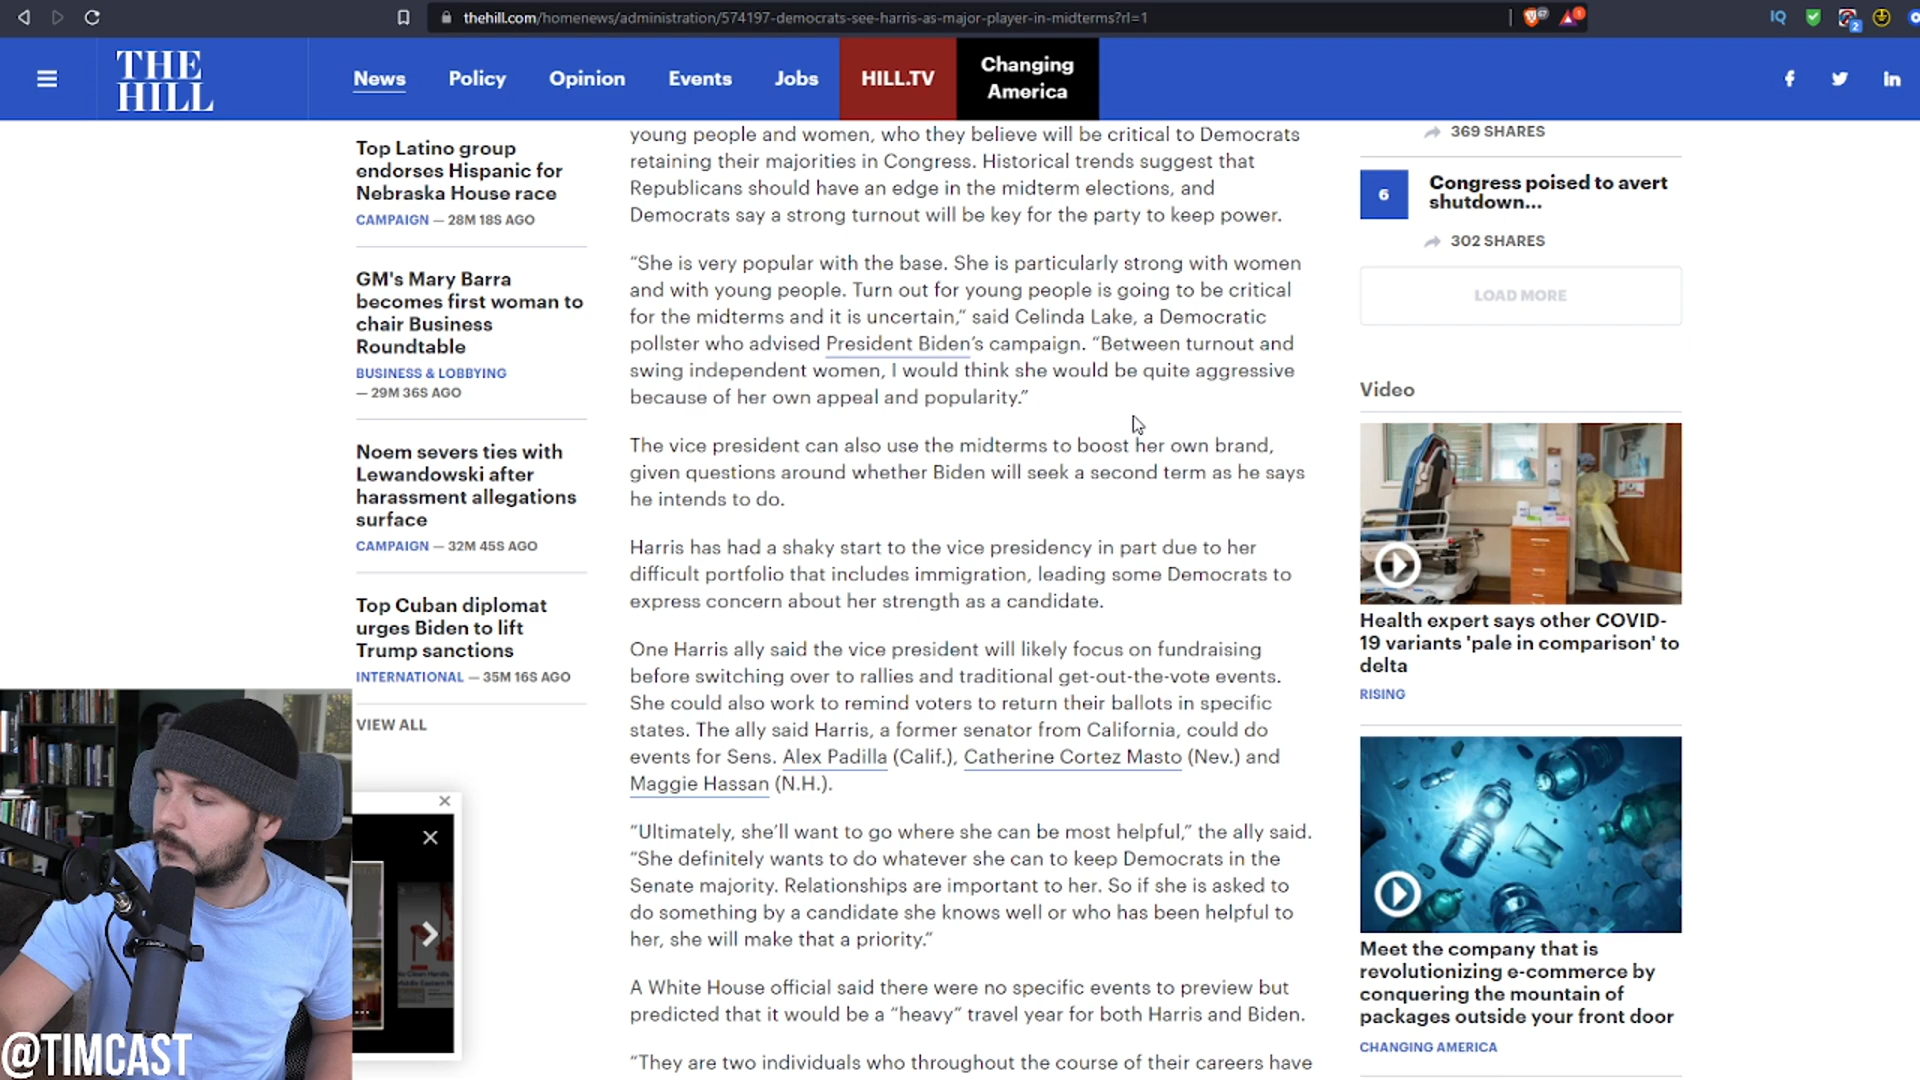 thehill.com/homenews/administration/574197-democrats-see-harris-as-major-player-in-midterms?rl=1
THE
HILL
News
Policy
Opinion
Events
Jobs
HILL.TV
Changing
America
Top Latino group
endorses Hispanic for
Nebraska House race
CAMPAIGN — 28M 18S AGO
GM's Mary Barra
becomes first woman to
chair Business
Roundtable
BUSINESS & LOBBYING
— 29M 36S AGO
Noem severs ties with
Lewandowski after
harassment allegations
surface
CAMPAIGN — 32M 45S AGO
Top Cuban diplomat
urges Biden to lift
Trump sanctions
INTERNATIONAL — 35M 16S AGO
VIEW ALL
young people and women, who they believe will be critical to Democrats
retaining their majorities in Congress. Historical trends suggest that
Republicans should have an edge in the midterm elections, and
Democrats say a strong turnout will be key for the party to keep power.
“She is very popular with the base. She is particularly strong with women
and with young people. Turn out for young people is going to be critical
for the midterms and it is uncertain,” said Celinda Lake, a Democratic
pollster who advised President Biden’s campaign. “Between turnout and
swing independent women, I would think she would be quite aggressive
because of her own appeal and popularity.”
The vice president can also use the midterms to boost her own brand,
given questions around whether Biden will seek a second term as he says
he intends to do.
Harris has had a shaky start to the vice presidency in part due to her
difficult portfolio that includes immigration, leading some Democrats to
express concern about her strength as a candidate.
One Harris ally said the vice president will likely focus on fundraising
before switching over to rallies and traditional get-out-the-vote events.
She could also work to remind voters to return their ballots in specific
states. The ally said Harris, a former senator from California, could do
events for Sens. Alex Padilla (Calif.), Catherine Cortez Masto (Nev.) and
Maggie Hassan (N.H.).
“Ultimately, she’ll want to go where she can be most helpful,” the ally said.
“She definitely wants to do whatever she can to keep Democrats in the
Senate majority. Relationships are important to her. So if she is asked to
do something by a candidate she knows well or who has been helpful to
her, she will make that a priority.”
A White House official said there were no specific events to preview but
predicted that it would be a “heavy” travel year for both Harris and Biden.
“They are two individuals who throughout the course of their careers have
369 SHARES
6
Congress poised to avert
shutdown...
302 SHARES
LOAD MORE
Video
Health expert says other COVID-
19 variants 'pale in comparison' to
delta
RISING
Meet the company that is
revolutionizing e-commerce by
conquering the mountain of
packages outside your front door
CHANGING AMERICA
@TIMCAST